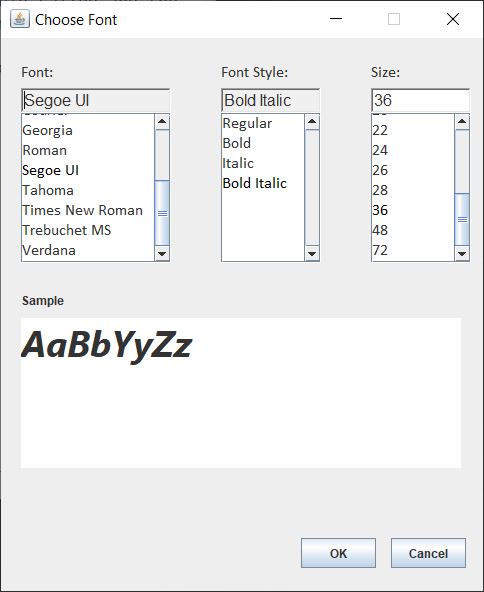 Choose Font
Font: Font Style: Size:
Segoe UI Bold Italic 36
Georgia Regular 22
Roman Bold 24
Segoe UI Italic 26
Tahoma Bold Italic 28
Times New Roman 36
Trebuchet MS 48
Verdana 72
Sample
AaBbYyZz
OK Cancel